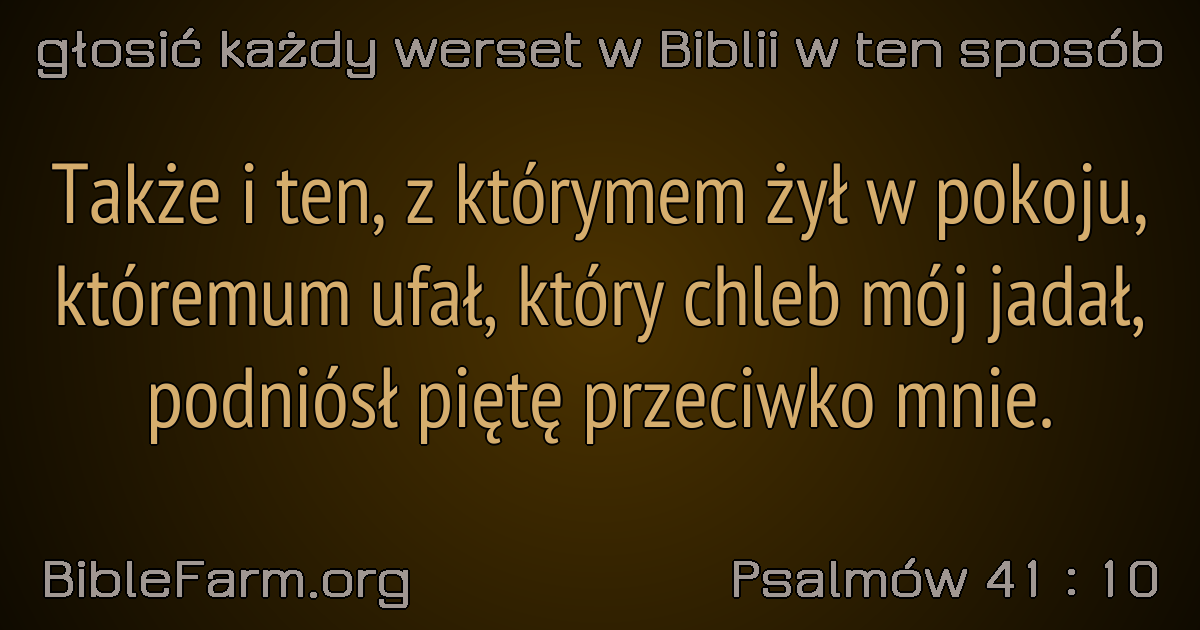 głosić każdy werset w Biblii w ten sposób
Także i ten, z którymem żył w pokoju,
któremum ufał, który chleb mój jadał,
podniósł piętę przeciwko mnie.
BibleFarm.org
Psalmów 41 : 10